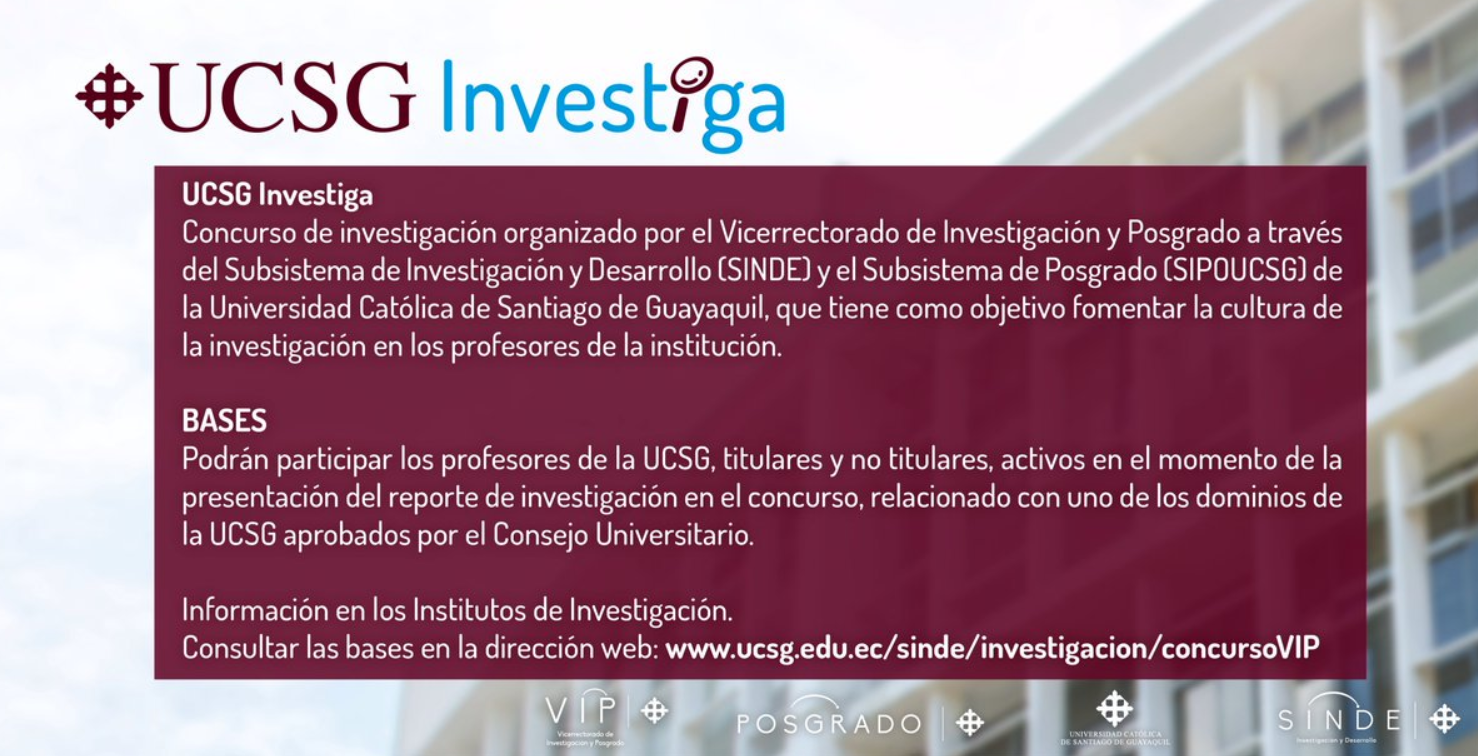 UCSG Investiga
UCSG Investiga
Concurso de investigación organizado por el Vicerrectorado de Investigación y Posgrado a través
del Subsistema de Investigación y Desarrollo (SINDE) y el Subsistema de Posgrado (SIPOUCSG) de
la Universidad Católica de Santiago de Guayaquil, que tiene como objetivo fomentar la cultura de
la investigación en los profesores de la institución.
BASES
Podrán participar los profesores de la UCSG, titulares y no titulares, activos en el momento de la
presentación del reporte de investigación en el concurso, relacionado con uno de los dominios de
la UCSG aprobados por el Consejo Universitario.
Información en los Institutos de Investigación.
Consultar las bases en la dirección web: www.ucsg.edu.ec/sinde/investigacion/concursoVIP
VIP
Vicerrectorado de
Investigación y Posgrado
POSGRADO
UNIVERSIDAD CATÓLICA
DE SANTIAGO DE GUAYAQUIL
SINDE
Investigación y Desarrollo